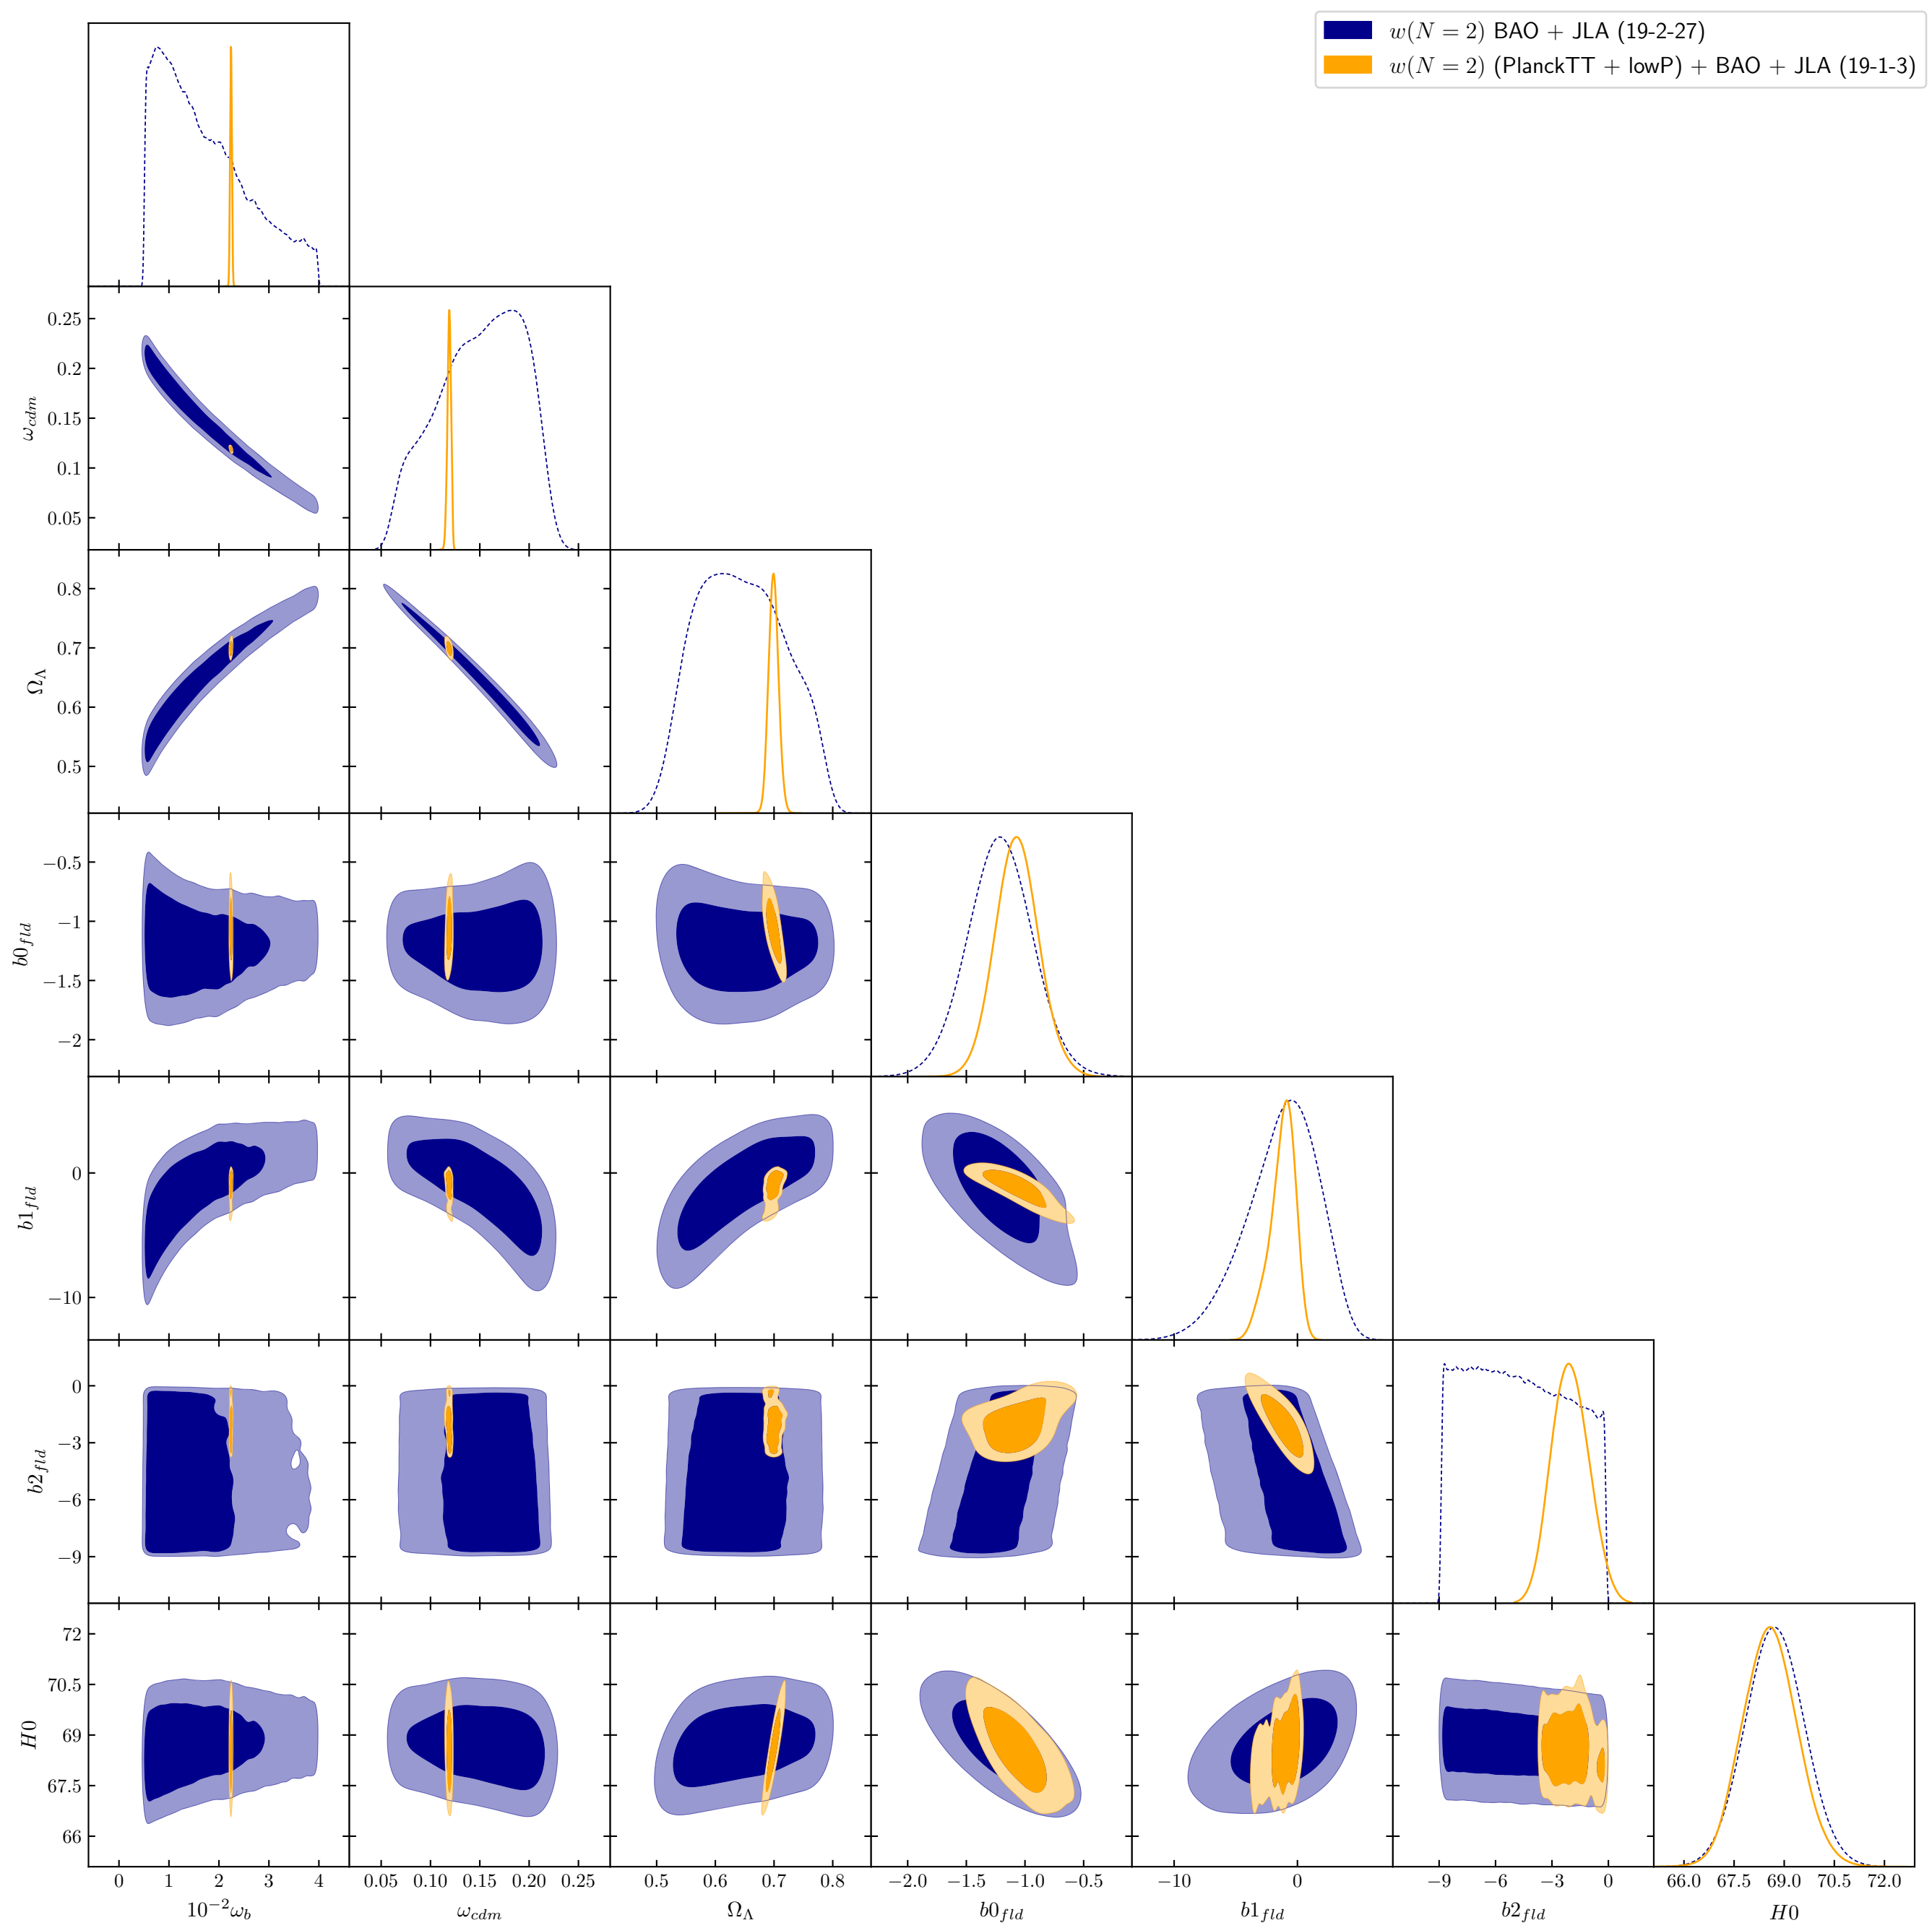 w(N = 2) BAO + JLA (19-2-27)
w(N = 2) (PlanckTT + lowP) + BAO + JLA (19-1-3)
0.25
0.2
0.15
0.1
0.05
ω_cdm
0.8
0.7
0.6
0.5
Ω_Λ
−0.5
−1
−1.5
−2
b0_fld
0
−10
b1_fld
0
−3
−6
−9
b2_fld
72
70.5
69
67.5
66
H0
0 1 2 3 4 0.05 0.10 0.15 0.20 0.25 0.5 0.6 0.7 0.8 −2.0 −1.5 −1.0 −0.5 −10 0 −9 −6 −3 0 66.0 67.5 69.0 70.5 72.0
10^−2 ω_b ω_cdm Ω_Λ b0_fld b1_fld b2_fld H0